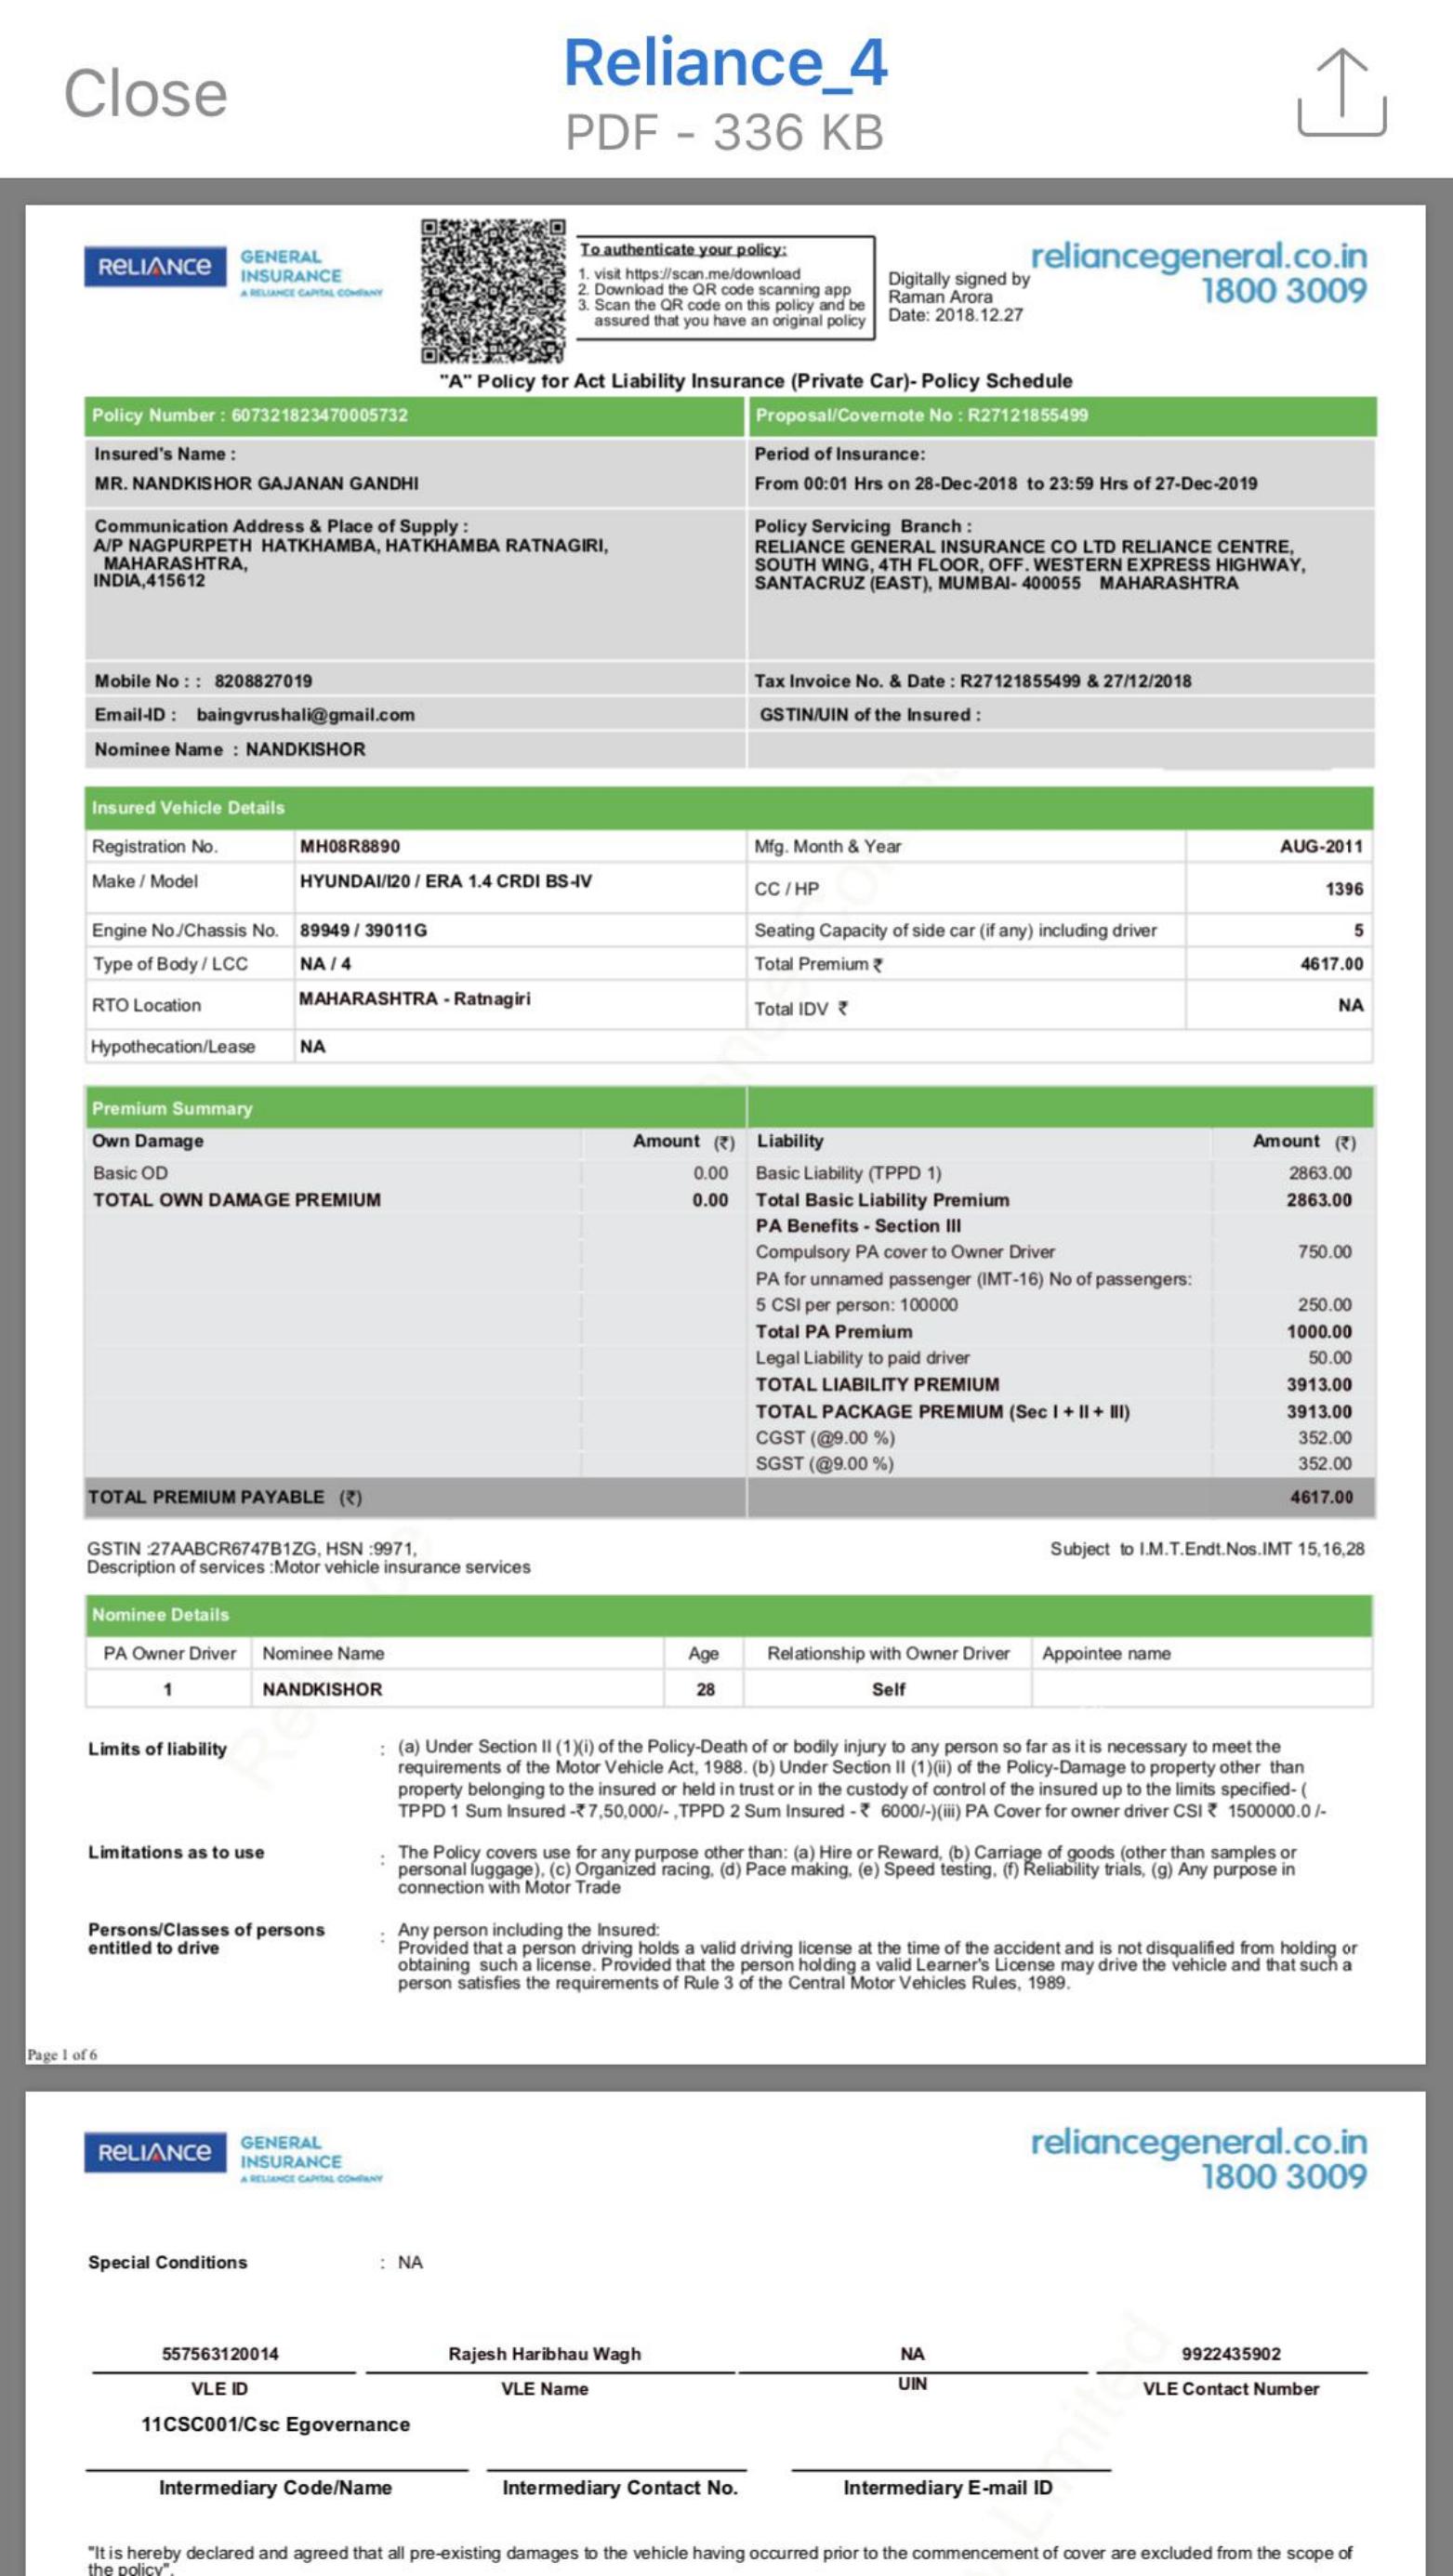 Close
Reliance_4
PDF - 336 KB
RELIANCE
GENERAL
INSURANCE
A RELIANCE CAPITAL COMPANY
To authenticate your policy:
1. visit https://scan.me/download
2. Download the QR code scanning app
3. Scan the QR code on this policy and be
assured that you have an original policy
Digitally signed by
Raman Arora
Date: 2018.12.27
reliancegeneral.co.in
1800 3009
"A" Policy for Act Liability Insurance (Private Car)- Policy Schedule
Policy Number : 607321823470005732 Proposal/Covernote No : R27121855499
Insured's Name : Period of Insurance:
MR. NANDKISHOR GAJANAN GANDHI From 00:01 Hrs on 28-Dec-2018 to 23:59 Hrs of 27-Dec-2019
Communication Address & Place of Supply :
A/P NAGPURPETH HATKHAMBA, HATKHAMBA RATNAGIRI,
MAHARASHTRA,
INDIA,415612
Policy Servicing Branch :
RELIANCE GENERAL INSURANCE CO LTD RELIANCE CENTRE,
SOUTH WING, 4TH FLOOR, OFF. WESTERN EXPRESS HIGHWAY,
SANTACRUZ (EAST), MUMBAI- 400055 MAHARASHTRA
Mobile No : : 8208827019 Tax Invoice No. & Date : R27121855499 & 27/12/2018
Email-ID : baingvrushali@gmail.com GSTIN/UIN of the Insured :
Nominee Name : NANDKISHOR
Insured Vehicle Details
Registration No. MH08R8890 Mfg. Month & Year AUG-2011
Make / Model HYUNDAI/I20 / ERA 1.4 CRDI BS-IV CC / HP 1396
Engine No./Chassis No. 89949 / 39011G Seating Capacity of side car (if any) including driver 5
Type of Body / LCC NA / 4 Total Premium ₹ 4617.00
RTO Location MAHARASHTRA - Ratnagiri Total IDV ₹ NA
Hypothecation/Lease NA
Premium Summary
Own Damage Amount (₹) Liability Amount (₹)
Basic OD 0.00 Basic Liability (TPPD 1) 2863.00
TOTAL OWN DAMAGE PREMIUM 0.00 Total Basic Liability Premium 2863.00
PA Benefits - Section III
Compulsory PA cover to Owner Driver 750.00
PA for unnamed passenger (IMT-16) No of passengers:
5 CSI per person: 100000 250.00
Total PA Premium 1000.00
Legal Liability to paid driver 50.00
TOTAL LIABILITY PREMIUM 3913.00
TOTAL PACKAGE PREMIUM (Sec I + II + III) 3913.00
CGST (@9.00 %) 352.00
SGST (@9.00 %) 352.00
TOTAL PREMIUM PAYABLE (₹) 4617.00
GSTIN :27AABCR6747B1ZG, HSN :9971, Subject to I.M.T.Endt.Nos.IMT 15,16,28
Description of services :Motor vehicle insurance services
Nominee Details
PA Owner Driver Nominee Name Age Relationship with Owner Driver Appointee name
1 NANDKISHOR 28 Self
Limits of liability : (a) Under Section II (1)(i) of the Policy-Death of or bodily injury to any person so far as it is necessary to meet the
requirements of the Motor Vehicle Act, 1988. (b) Under Section II (1)(ii) of the Policy-Damage to property other than
property belonging to the insured or held in trust or in the custody of control of the insured up to the limits specified- (
TPPD 1 Sum Insured -₹7,50,000/- ,TPPD 2 Sum Insured - ₹ 6000/-)(iii) PA Cover for owner driver CSI ₹ 1500000.0 /-
Limitations as to use : The Policy covers use for any purpose other than: (a) Hire or Reward, (b) Carriage of goods (other than samples or
personal luggage), (c) Organized racing, (d) Pace making, (e) Speed testing, (f) Reliability trials, (g) Any purpose in
connection with Motor Trade
Persons/Classes of persons
entitled to drive
: Any person including the Insured:
Provided that a person driving holds a valid driving license at the time of the accident and is not disqualified from holding or
obtaining such a license. Provided that the person holding a valid Learner's License may drive the vehicle and that such a
person satisfies the requirements of Rule 3 of the Central Motor Vehicles Rules, 1989.
Page 1 of 6
RELIANCE
GENERAL
INSURANCE
A RELIANCE CAPITAL COMPANY
reliancegeneral.co.in
1800 3009
Special Conditions : NA
557563120014 Rajesh Haribhau Wagh NA 9922435902
VLE ID VLE Name UIN VLE Contact Number
11CSC001/Csc Egovernance
Intermediary Code/Name Intermediary Contact No. Intermediary E-mail ID
"It is hereby declared and agreed that all pre-existing damages to the vehicle having occurred prior to the commencement of cover are excluded from the scope of
the policy".